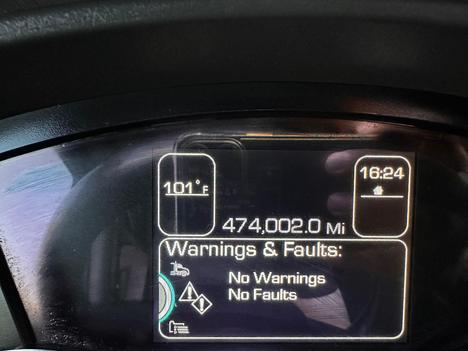 101°F
16:24
474,002.0 Mi
Warnings & Faults:
No Warnings
No Faults